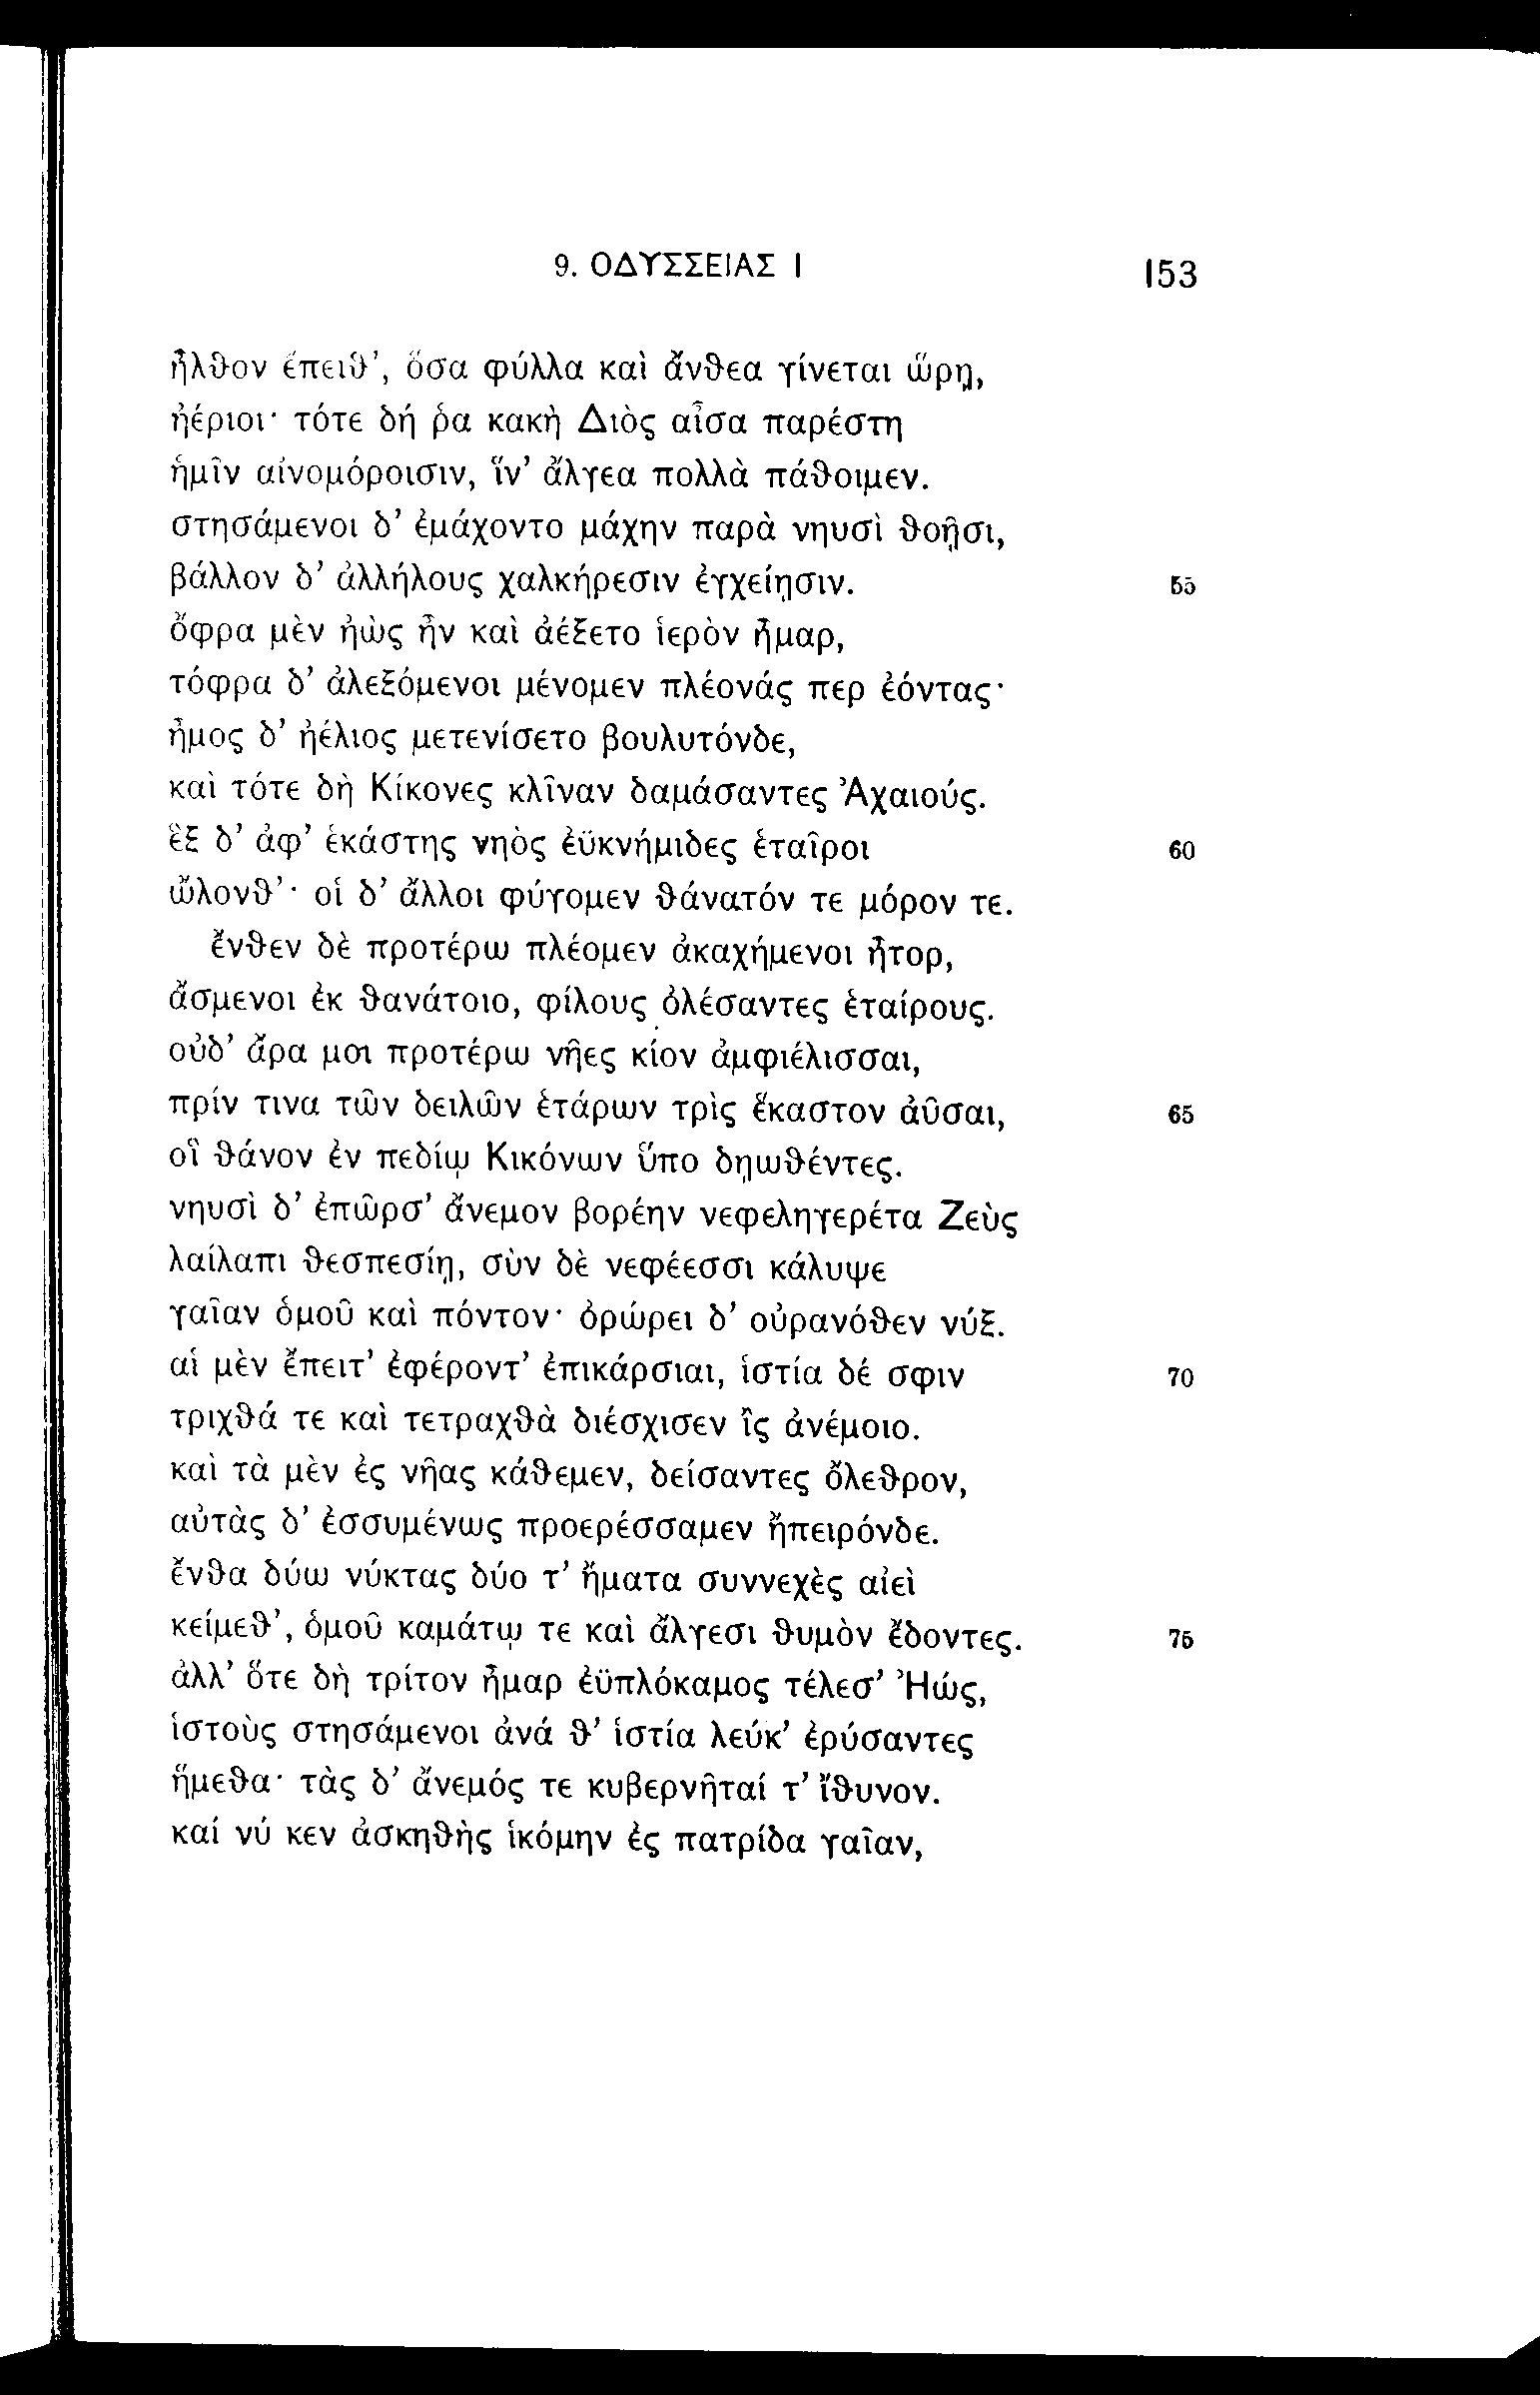 9. ΟΔΥΣΣΕΙΑΣ Ι 153
ἦλθον ἔπειθ’, ὅσα φύλλα καὶ ἄνθεα γίνεται ὥρῃ,
ἠέριοι· τότε δή ῥα κακὴ Διὸς αἶσα παρέστη
ἡμῖν αἰνομόροισιν, ἵν’ ἄλγεα πολλὰ πάθοιμεν.
στησάμενοι δ’ ἐμάχοντο μάχην παρὰ νηυσὶ θοῇσι,
βάλλον δ’ ἀλλήλους χαλκήρεσιν ἐγχείῃσιν. 55
ὄφρα μὲν ἠὼς ἦν καὶ ἀέξετο ἱερὸν ἦμαρ,
τόφρα δ’ ἀλεξόμενοι μένομεν πλέονάς περ ἐόντας·
ἦμος δ’ ἠέλιος μετενίσετο βουλυτόνδε,
καὶ τότε δὴ Κίκονες κλῖναν δαμάσαντες Ἀχαιούς.
ἓξ δ’ ἀφ’ ἑκάστης νηὸς ἐϋκνήμιδες ἑταῖροι 60
ὤλονθ’· οἱ δ’ ἄλλοι φύγομεν θάνατόν τε μόρον τε.
ἔνθεν δὲ προτέρω πλέομεν ἀκαχήμενοι ἦτορ,
ἄσμενοι ἐκ θανάτοιο, φίλους ὀλέσαντες ἑταίρους.
οὐδ’ ἄρα μοι προτέρω νῆες κίον ἀμφιέλισσαι,
πρίν τινα τῶν δειλῶν ἑτάρων τρὶς ἕκαστον ἀῦσαι, 65
οἳ θάνον ἐν πεδίῳ Κικόνων ὕπο δῃωθέντες.
νηυσὶ δ’ ἐπῶρσ’ ἄνεμον βορέην νεφεληγερέτα Ζεὺς
λαίλαπι θεσπεσίῃ, σὺν δὲ νεφέεσσι κάλυψε
γαῖαν ὁμοῦ καὶ πόντον· ὀρώρει δ’ οὐρανόθεν νύξ.
αἱ μὲν ἔπειτ’ ἐφέροντ’ ἐπικάρσιαι, ἱστία δέ σφιν 70
τριχθά τε καὶ τετραχθὰ διέσχισεν ἲς ἀνέμοιο.
καὶ τὰ μὲν ἐς νῆας κάθεμεν, δείσαντες ὄλεθρον,
αὐτὰς δ’ ἐσσυμένως προερέσσαμεν ἤπειρόνδε.
ἔνθα δύω νύκτας δύο τ’ ἤματα συννεχὲς αἰεὶ
κείμεθ’, ὁμοῦ καμάτῳ τε καὶ ἄλγεσι θυμὸν ἔδοντες. 75
ἀλλ’ ὅτε δὴ τρίτον ἦμαρ ἐϋπλόκαμος τέλεσ’ Ἠώς,
ἱστοὺς στησάμενοι ἀνά θ’ ἱστία λεύκ’ ἐρύσαντες
ἥμεθα· τὰς δ’ ἄνεμός τε κυβερνῆταί τ’ ἴθυνον.
καί νύ κεν ἀσκηθὴς ἱκόμην ἐς πατρίδα γαῖαν,